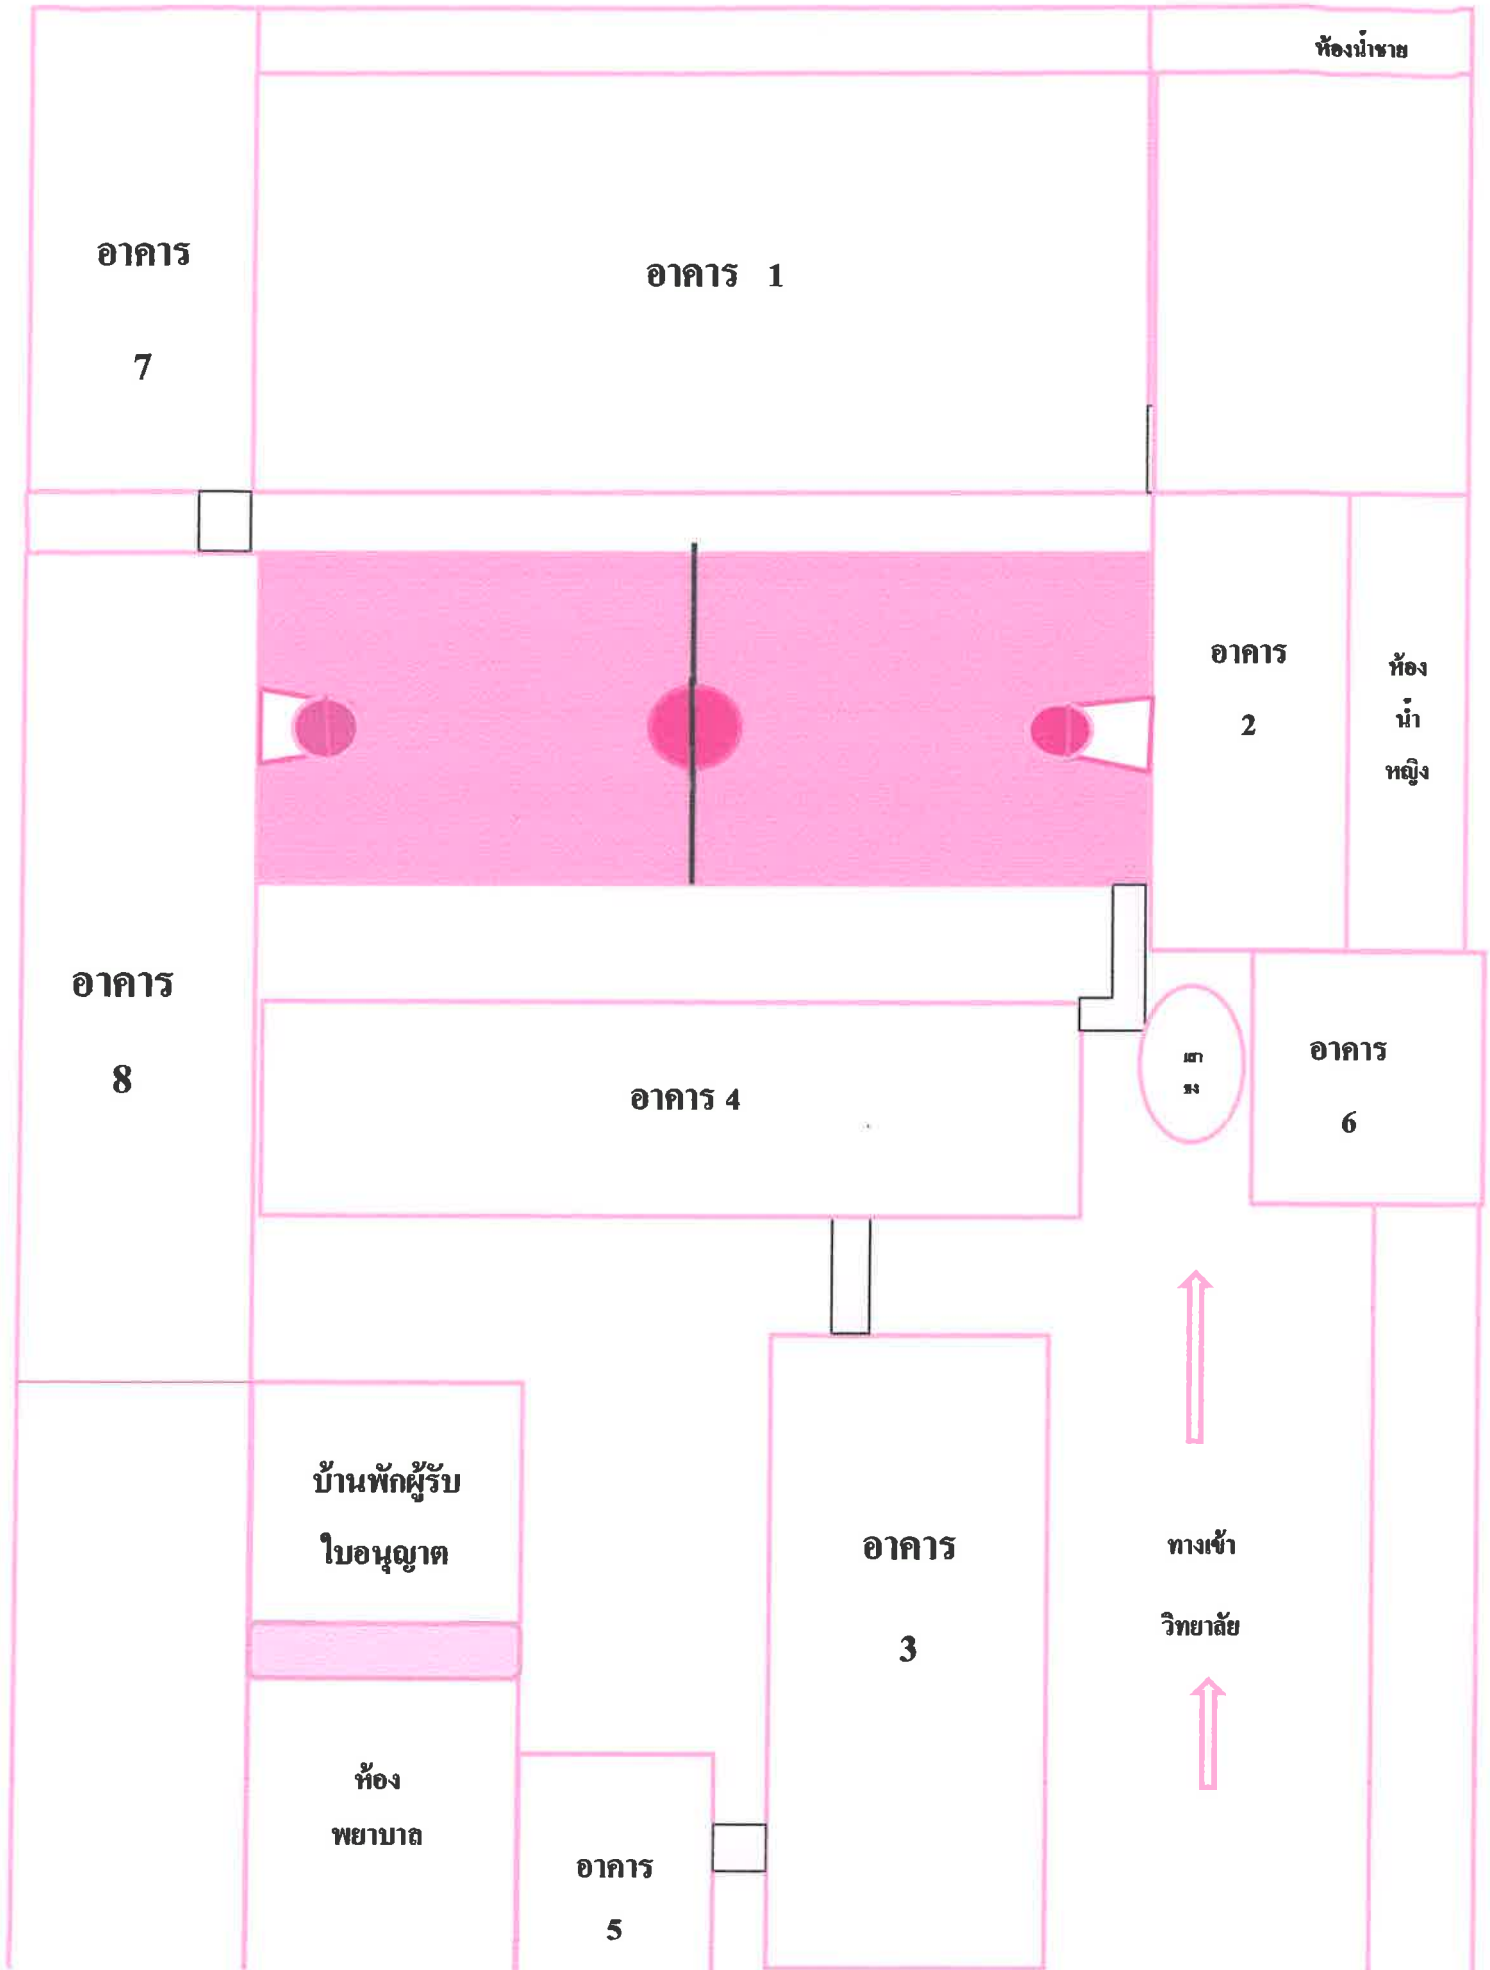 ห้องน้ำชาย
อาคาร
7
อาคาร 1
อาคาร
2
ห้อง
น้ำ
หญิง
อาคาร
8
อาคาร 4
เสา
ธง
อาคาร
6
บ้านพักผู้รับ
ใบอนุญาต
อาคาร
3
ทางเข้า
วิทยาลัย
ห้อง
พยาบาล
อาคาร
5